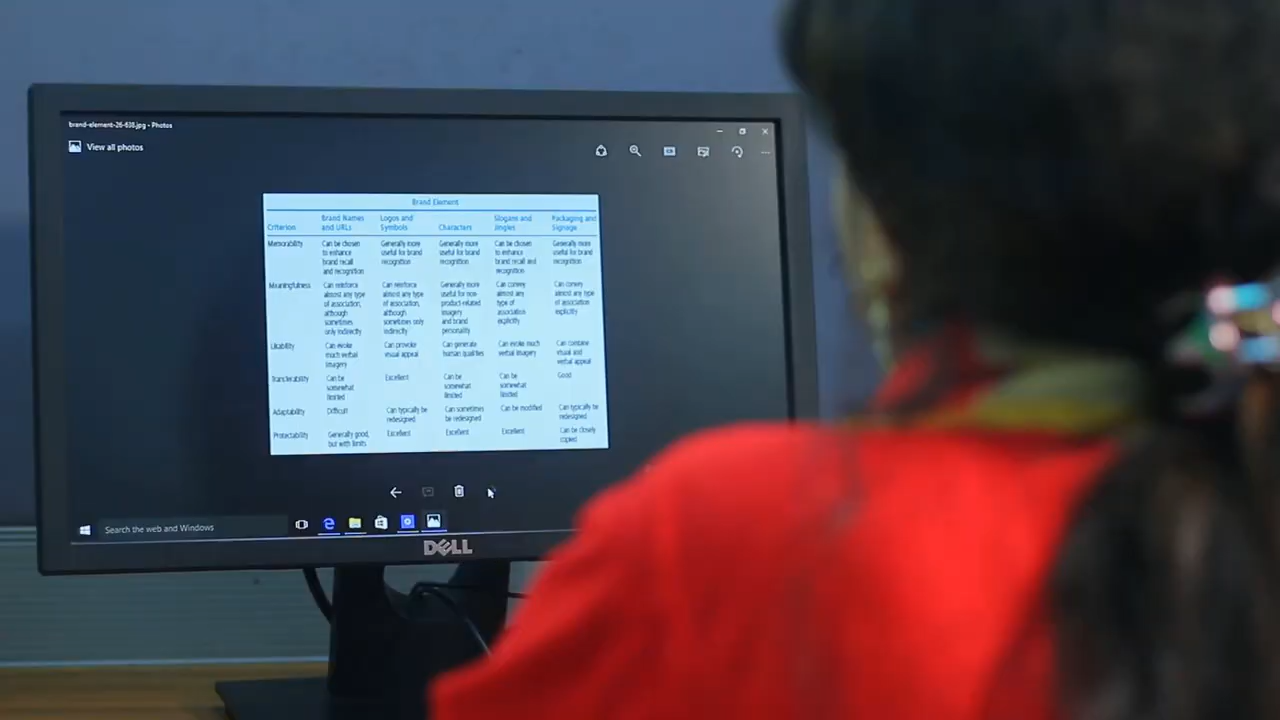 brand-element-26-638.jpg - Photos
View all photos
Brand Element
Criterion
Brand Names
and URLs
Logos and
Symbols
Characters
Slogans and
Jingles
Packaging and
Signage
Memorability
Can be chosen
to enhance
brand recall
and recognition
Generally more
useful for brand
recognition
Generally more
useful for brand
recognition
Can be chosen
to enhance
brand recall and
recognition
Generally more
useful for brand
recognition
Meaningfulness
Can reinforce
almost any type
of association,
although
sometimes
only indirectly
Can reinforce
almost any type
of association,
although
sometimes only
indirectly
Generally more
useful for non-
product-related
imagery
and brand
personality
Can convey
almost any
type of
association
explicitly
Can convey
almost any type
of association
explicitly
Likability
Can evoke
much verbal
imagery
Can provoke
visual appeal
Can generate
human qualities
Can evoke much
verbal imagery
Can combine
visual and
verbal appeal
Transferability
Can be
somewhat
limited
Excellent
Can be
somewhat
limited
Can be
somewhat
limited
Good
Adaptability
Difficult
Can typically be
redesigned
Can sometimes
be redesigned
Can be modified
Can typically be
redesigned
Protectability
Generally good,
but with limits
Excellent
Excellent
Excellent
Can be closely
copied
Search the web and Windows
DELL